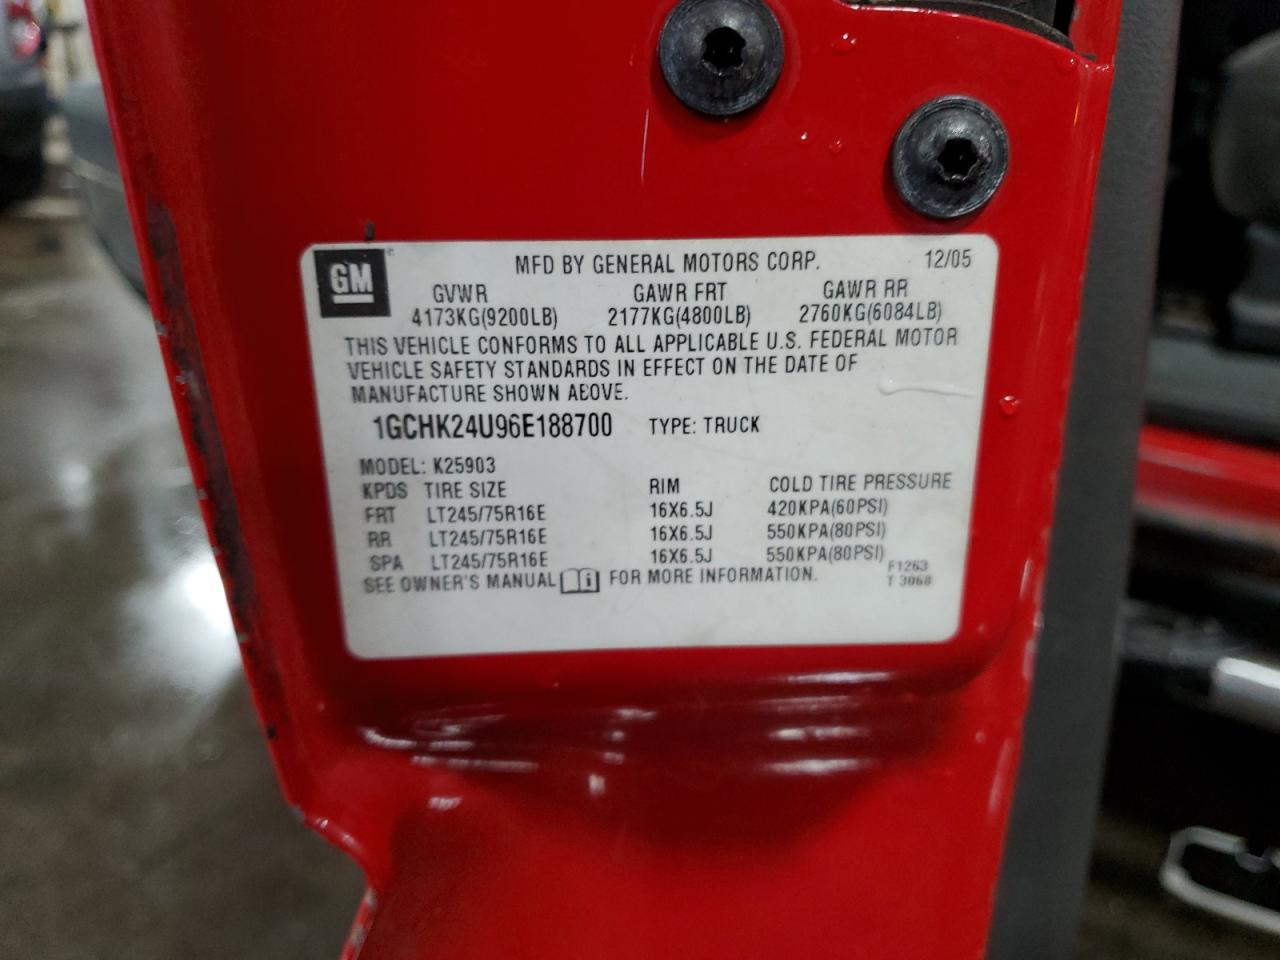 GM
MFD BY GENERAL MOTORS CORP. 12/05
GVWR GAWR FRT GAWR RR
4173KG(9200LB) 2177KG(4800LB) 2760KG(6084LB)
THIS VEHICLE CONFORMS TO ALL APPLICABLE U.S. FEDERAL MOTOR
VEHICLE SAFETY STANDARDS IN EFFECT ON THE DATE OF
MANUFACTURE SHOWN ABOVE.
1GCHK24U96E188700 TYPE: TRUCK
MODEL: K25903
KPDS TIRE SIZE RIM COLD TIRE PRESSURE
FRT LT245/75R16E 16X6.5J 420KPA(60PSI)
RR LT245/75R16E 16X6.5J 550KPA(80PSI)
SPA LT245/75R16E 16X6.5J 550KPA(80PSI)
SEE OWNER'S MANUAL FOR MORE INFORMATION. F1263
T 3068